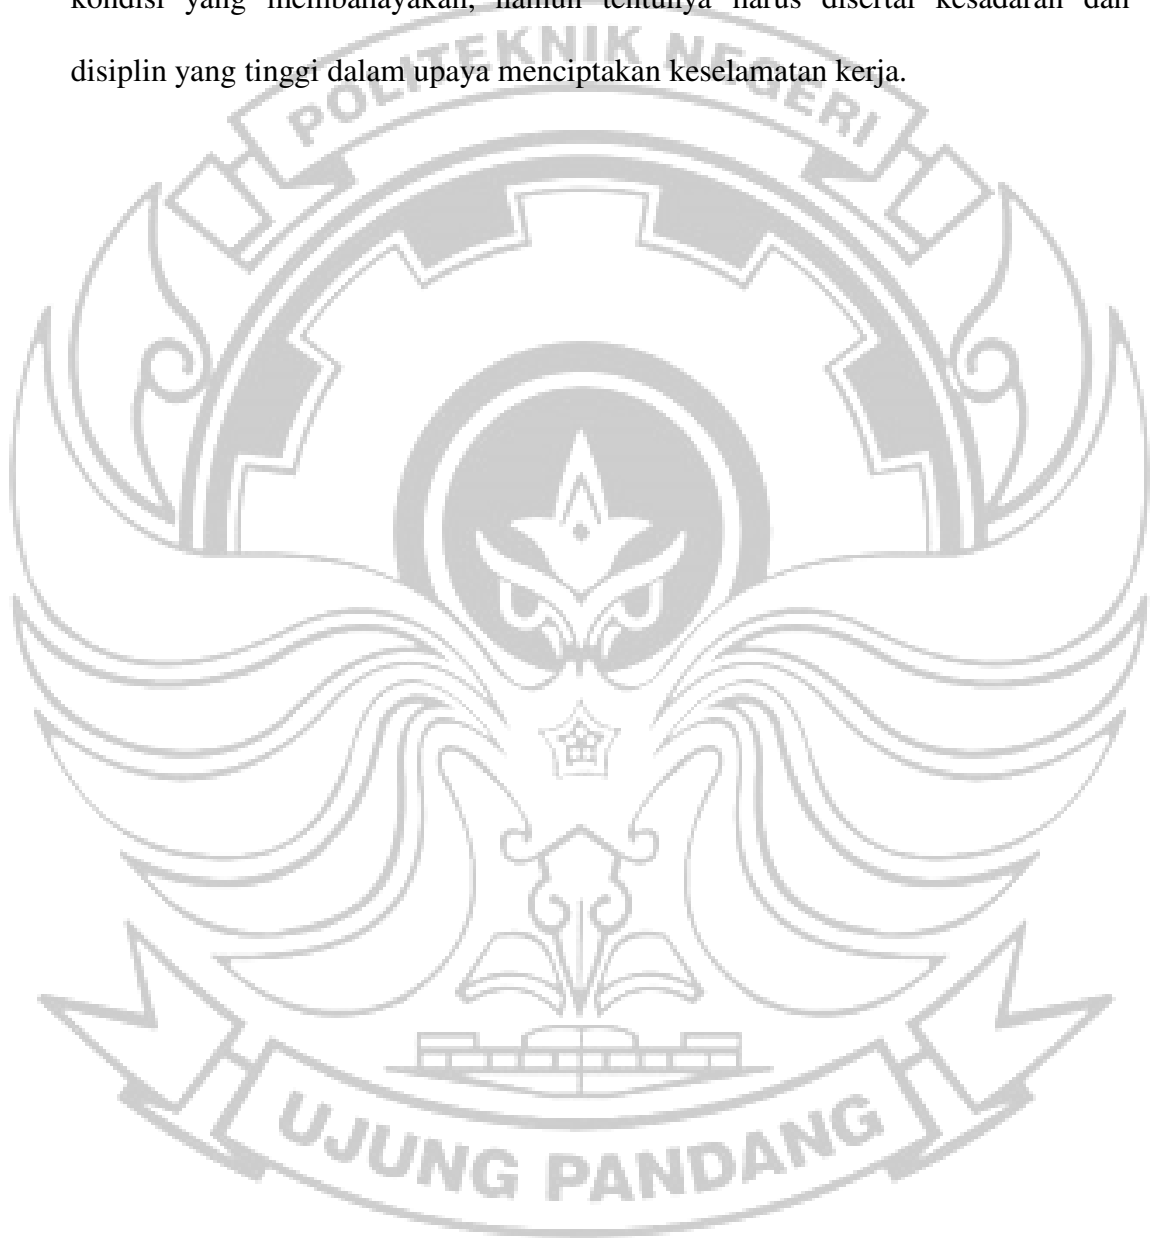 kondisi yang membahayakan, namun tentunya harus disertai kesadaran dan
disiplin yang tinggi dalam upaya menciptakan keselamatan kerja.
POLITEKNIK NEGERI
UJUNG PANDANG